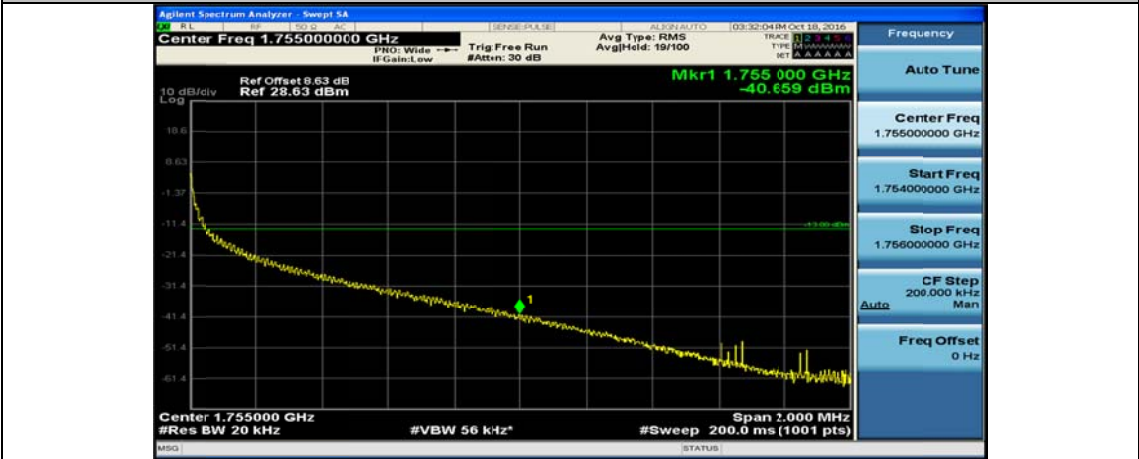 Agilent Spectrum Analyzer - Swept SA
RL RF 50 Ω AC SENSE:PULSE ALIGN AUTO 03:32:04 PM Oct 18, 2016
Center Freq 1.755000000 GHz
PNO: Wide Trig: Free Run
IFGain:Low #Atten: 30 dB
Avg Type: RMS
Avg|Hold: 19/100
TRACE 1 2 3 4 5 6
TYPE M
DET A A A A A A
Ref Offset 8.63 dB
Mkr1 1.755 000 GHz
10 dB/div Ref 28.63 dBm -40.659 dBm
Log
18.6
8.63
-1.37
-11.4
-13.00 dBm
-21.4
-31.4
1
-41.4
-51.4
-61.4
Center 1.755000 GHz Span 2.000 MHz
#Res BW 20 kHz #VBW 56 kHz* #Sweep 200.0 ms (1001 pts)
MSG STATUS
Frequency
Auto Tune
Center Freq
1.755000000 GHz
Start Freq
1.754000000 GHz
Stop Freq
1.756000000 GHz
CF Step
200.000 kHz
Auto Man
Freq Offset
0 Hz